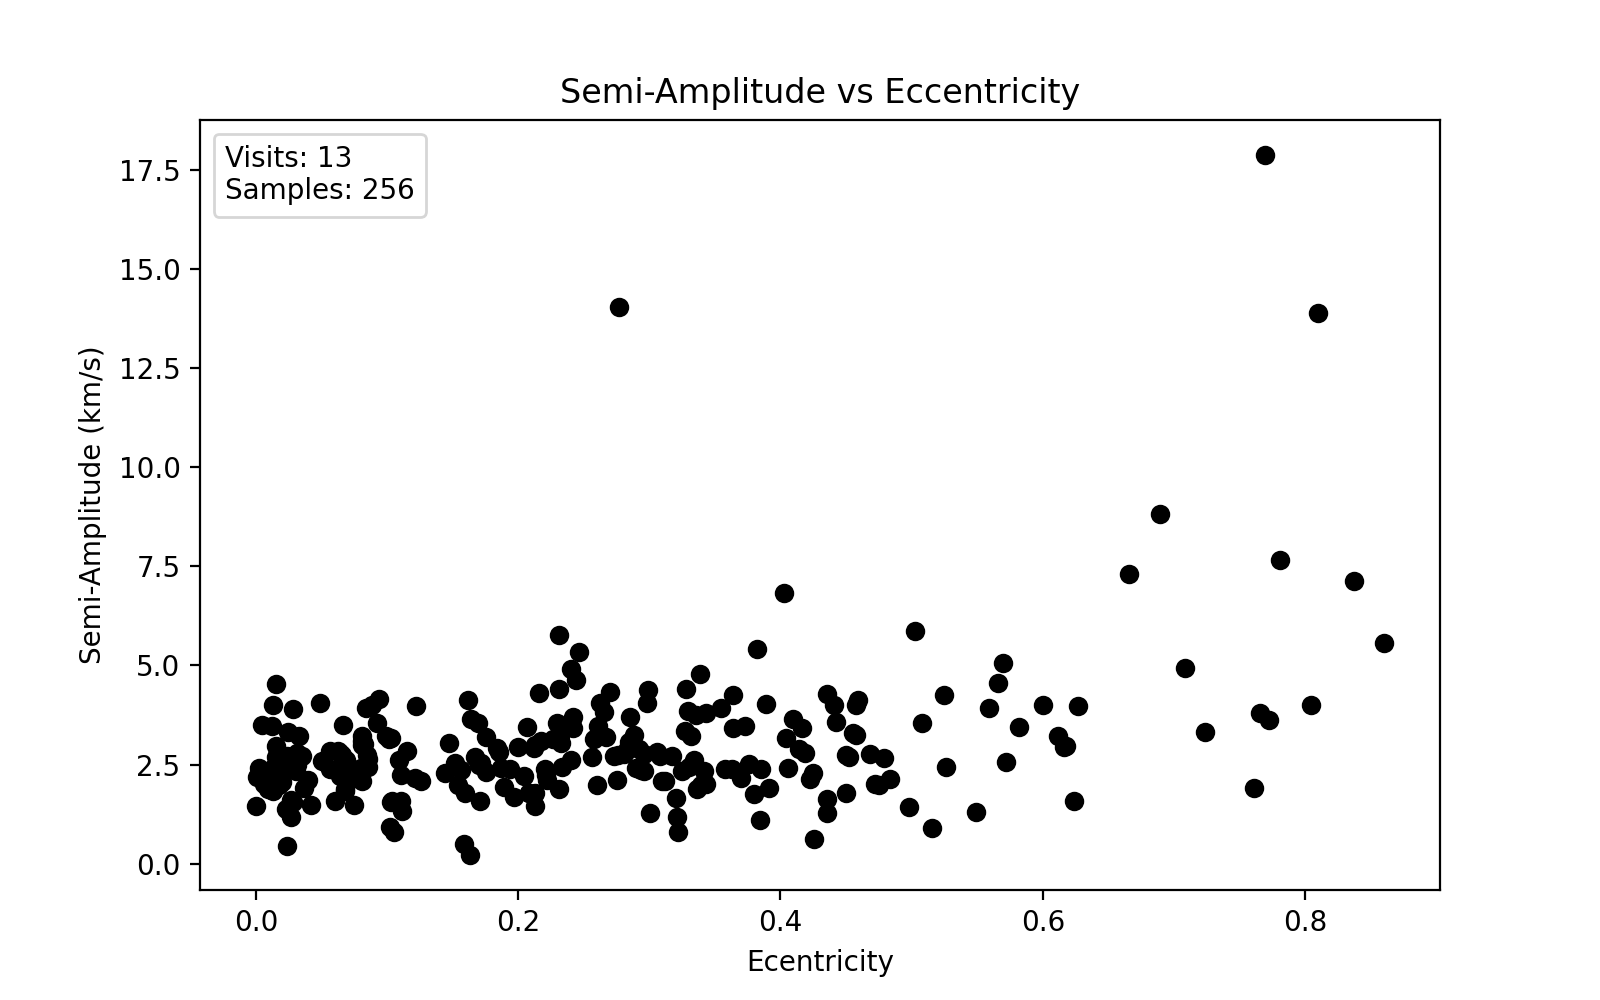 Semi-Amplitude vs Eccentricity
Visits: 13
Samples: 256
17.5
15.0
12.5
10.0
7.5
5.0
2.5
0.0
Semi-Amplitude (km/s)
0.0 0.2 0.4 0.6 0.8
Ecentricity